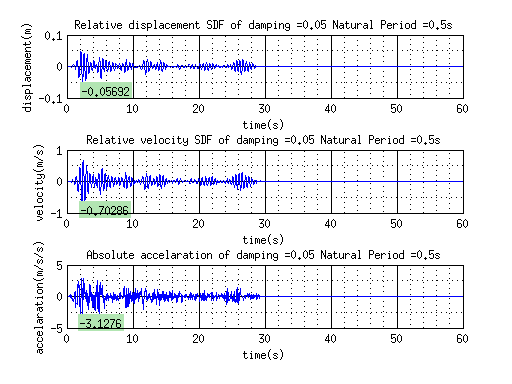 Relative displacement SDF of damping =0.05 Natural Period =0.5s
displacement(m)
0.1
0
-0.1
-0.05692
0 10 20 30 40 50 60
time(s)
Relative velocity SDF of damping =0.05 Natural Period =0.5s
velocity(m/s)
1
0
-1
-0.70286
0 10 20 30 40 50 60
time(s)
Absolute accelaration of damping =0.05 Natural Period =0.5s
accelaration(m/s/s)
5
0
-5
-3.1276
0 10 20 30 40 50 60
time(s)